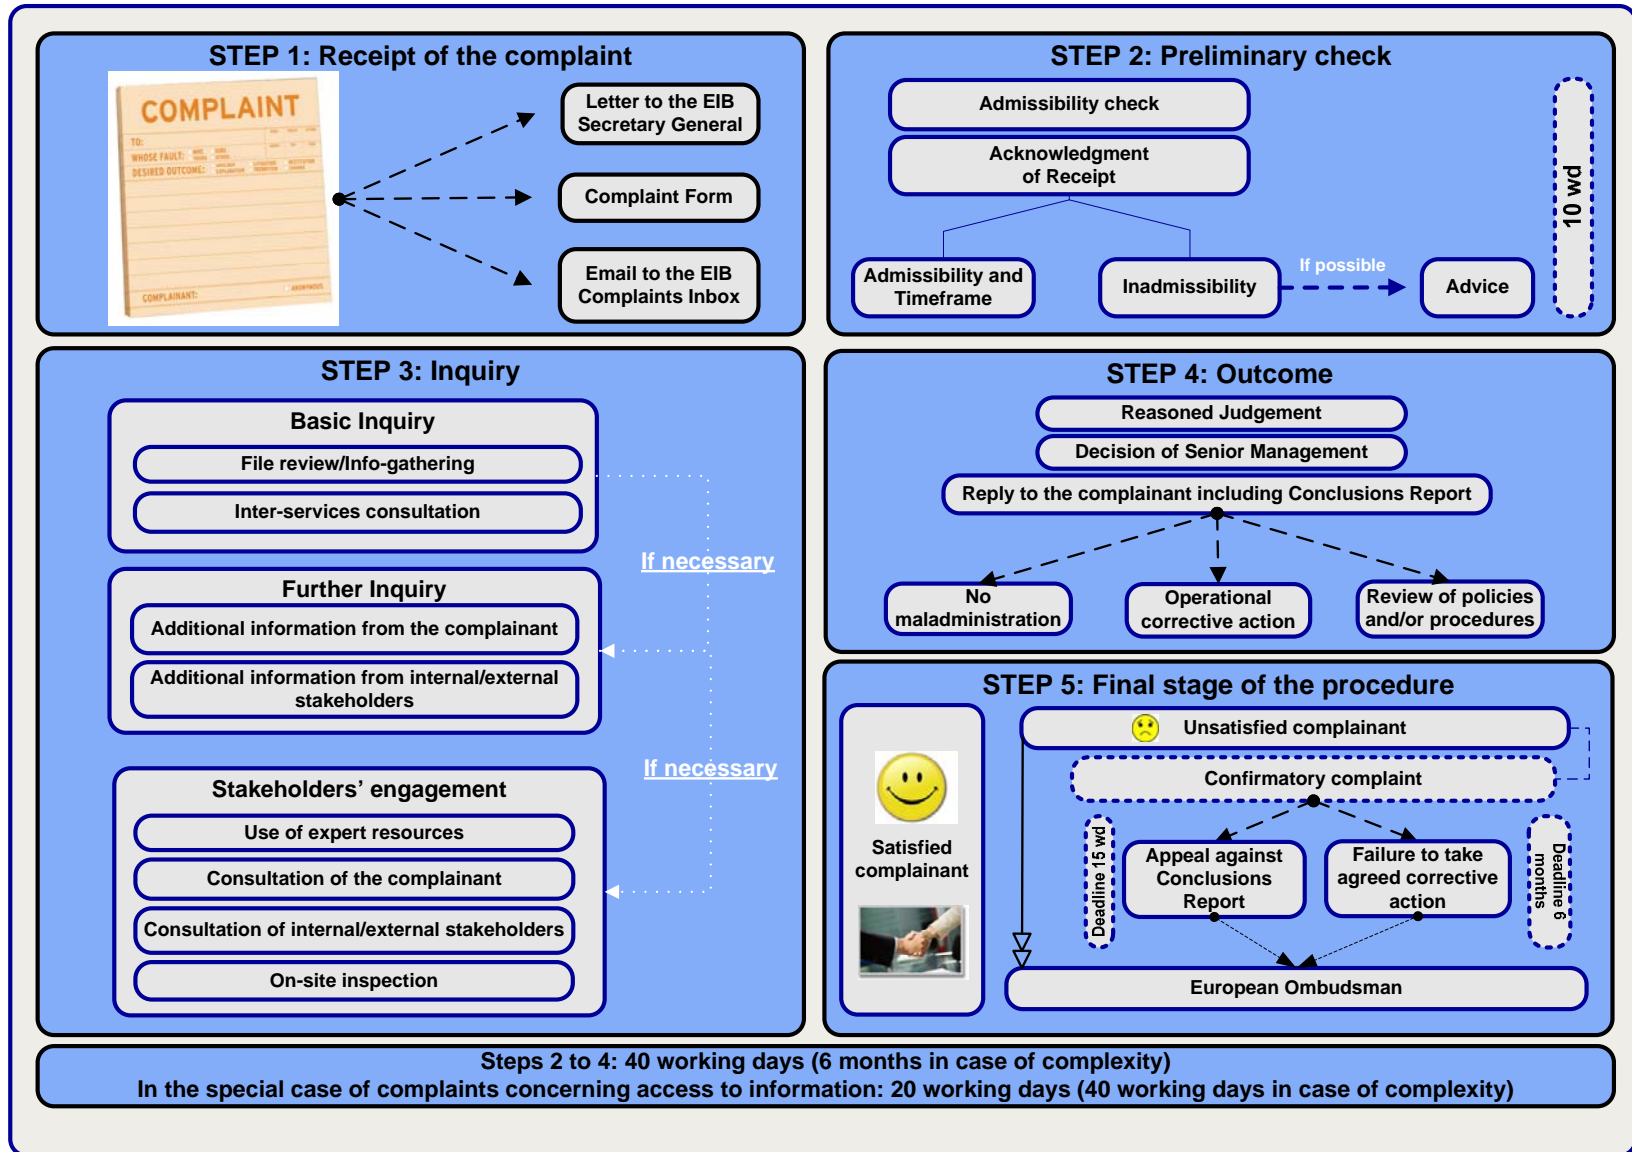 STEP 1: Receipt of the complaint
COMPLAINT
TO:
WHOSE FAULT:
DESIRED OUTCOME:
COMPLAINANT:
ANONYMOUS
Letter to the EIB
Secretary General
Complaint Form
Email to the EIB
Complaints Inbox
STEP 2: Preliminary check
Admissibility check
Acknowledgment
of Receipt
Admissibility and
Timeframe
Inadmissibility
If possible
Advice
10 wd
STEP 3: Inquiry
Basic Inquiry
File review/Info-gathering
Inter-services consultation
If necessary
Further Inquiry
Additional information from the complainant
Additional information from internal/external
stakeholders
If necessary
Stakeholders’ engagement
Use of expert resources
Consultation of the complainant
Consultation of internal/external stakeholders
On-site inspection
STEP 4: Outcome
Reasoned Judgement
Decision of Senior Management
Reply to the complainant including Conclusions Report
No
maladministration
Operational
corrective action
Review of policies
and/or procedures
STEP 5: Final stage of the procedure
Satisfied
complainant
Unsatisfied complainant
Confirmatory complaint
Deadline 15 wd
Appeal against
Conclusions
Report
Failure to take
agreed corrective
action
Deadline 6
months
European Ombudsman
Steps 2 to 4: 40 working days (6 months in case of complexity)
In the special case of complaints concerning access to information: 20 working days (40 working days in case of complexity)